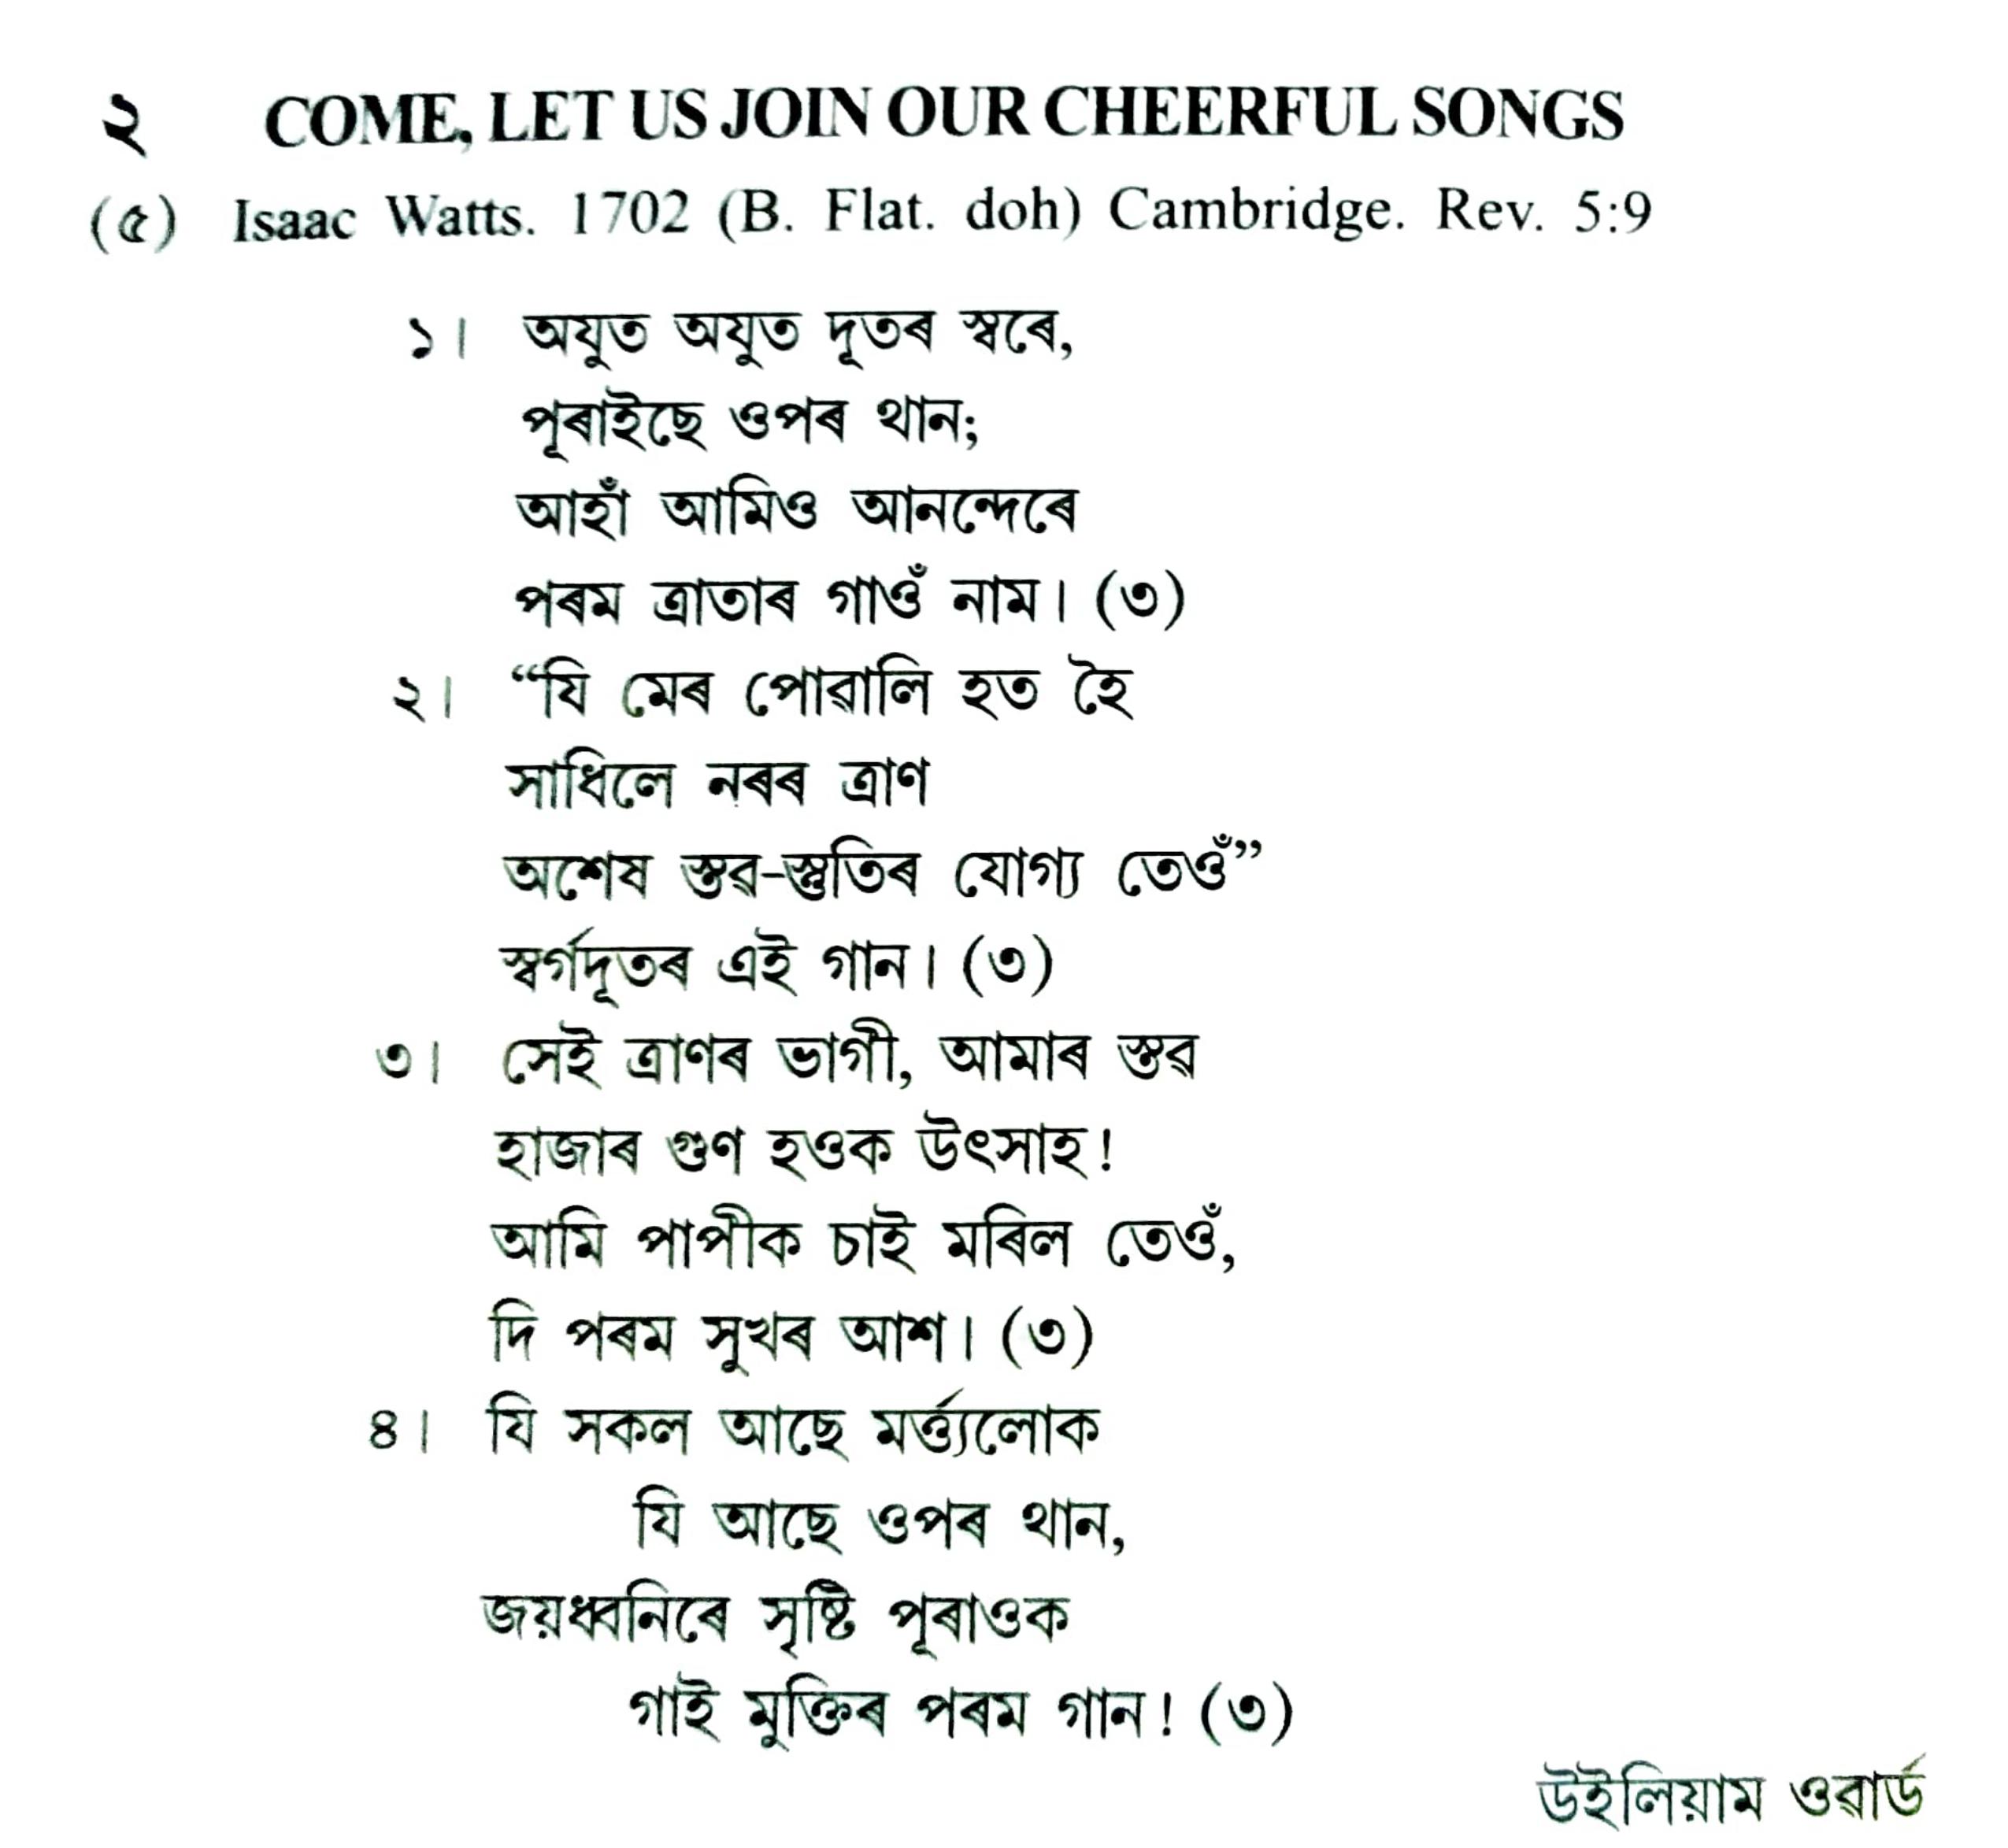 ২ COME, LET US JOIN OUR CHEERFUL SONGS
(৫) Isaac Watts. 1702 (B. Flat. doh) Cambridge. Rev. 5:9
১। অযুত অযুত দূতৰ স্বৰে,
পূৰাইছে ওপৰ থান;
আহাঁ আমিও আনন্দেৰে
পৰম ত্ৰাতাৰ গাওঁ নাম। (৩)
২। “যি মেৰ পোৱালি হত হৈ
সাধিলে নৰৰ ত্ৰাণ
অশেষ স্তৱ-স্তুতিৰ যোগ্য তেওঁ”
স্বৰ্গদূতৰ এই গান। (৩)
৩। সেই ত্ৰাণৰ ভাগী, আমাৰ স্তৱ
হাজাৰ গুণ হওক উৎসাহ!
আমি পাপীক চাই মৰিল তেওঁ,
দি পৰম সুখৰ আশ। (৩)
৪। যি সকল আছে মৰ্ত্ত্যলোক
যি আছে ওপৰ থান,
জয়ধ্বনিৰে সৃষ্টি পূৰাওক
গাই মুক্তিৰ পৰম গান! (৩)
উইলিয়াম ওৱাৰ্ড